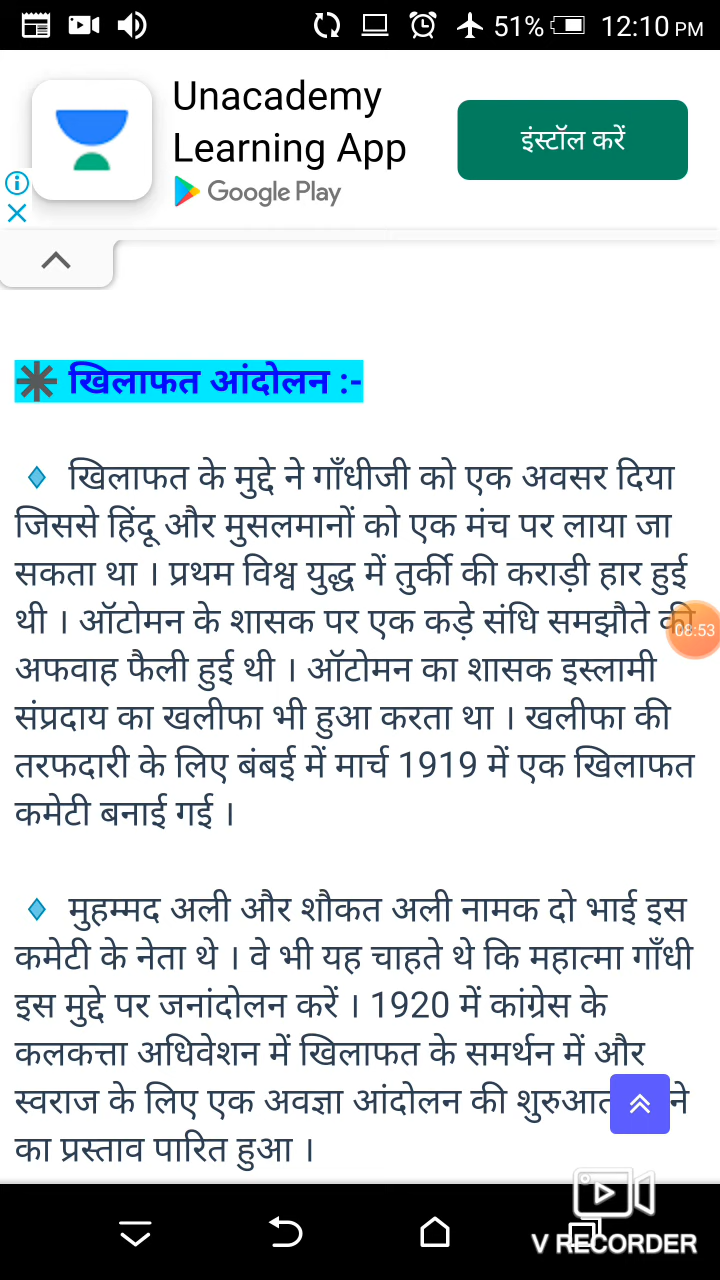 51% 12:10 PM
Unacademy
Learning App
Google Play
इंस्टॉल करें
खिलाफत आंदोलन :-
खिलाफत के मुद्दे ने गाँधीजी को एक अवसर दिया
जिससे हिंदू और मुसलमानों को एक मंच पर लाया जा
सकता था । प्रथम विश्व युद्ध में तुर्की की कराड़ी हार हुई
थी । ऑटोमन के शासक पर एक कड़े संधि समझौते की
08:53
अफवाह फैली हुई थी । ऑटोमन का शासक इस्लामी
संप्रदाय का खलीफा भी हुआ करता था । खलीफा की
तरफदारी के लिए बंबई में मार्च 1919 में एक खिलाफत
कमेटी बनाई गई ।
मुहम्मद अली और शौकत अली नामक दो भाई इस
कमेटी के नेता थे । वे भी यह चाहते थे कि महात्मा गाँधी
इस मुद्दे पर जनांदोलन करें । 1920 में कांग्रेस के
कलकत्ता अधिवेशन में खिलाफत के समर्थन में और
स्वराज के लिए एक अवज्ञा आंदोलन की शुरुआत
का प्रस्ताव पारित हुआ ।
V RECORDER